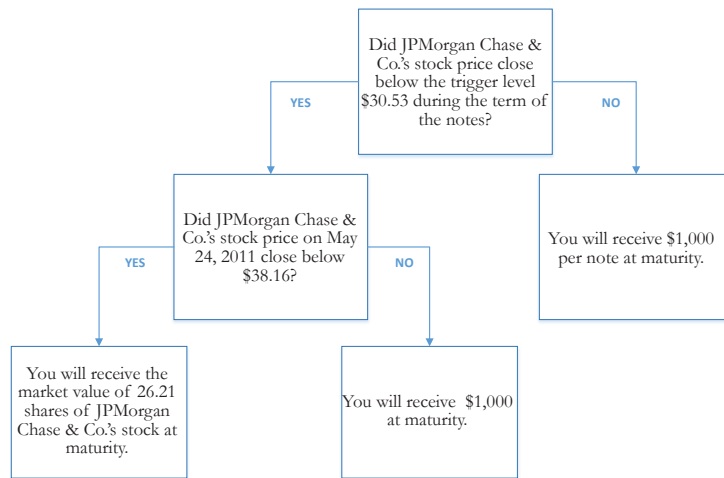 Did JPMorgan Chase &
Co.'s stock price close
below the trigger level
$30.53 during the term of
the notes?
YES
NO
Did JPMorgan Chase &
Co.'s stock price on May
24, 2011 close below
$38.16?
You will receive $1,000
per note at maturity.
YES
NO
You will receive the
market value of 26.21
shares of JPMorgan
Chase & Co.'s stock at
maturity.
You will receive $1,000
at maturity.